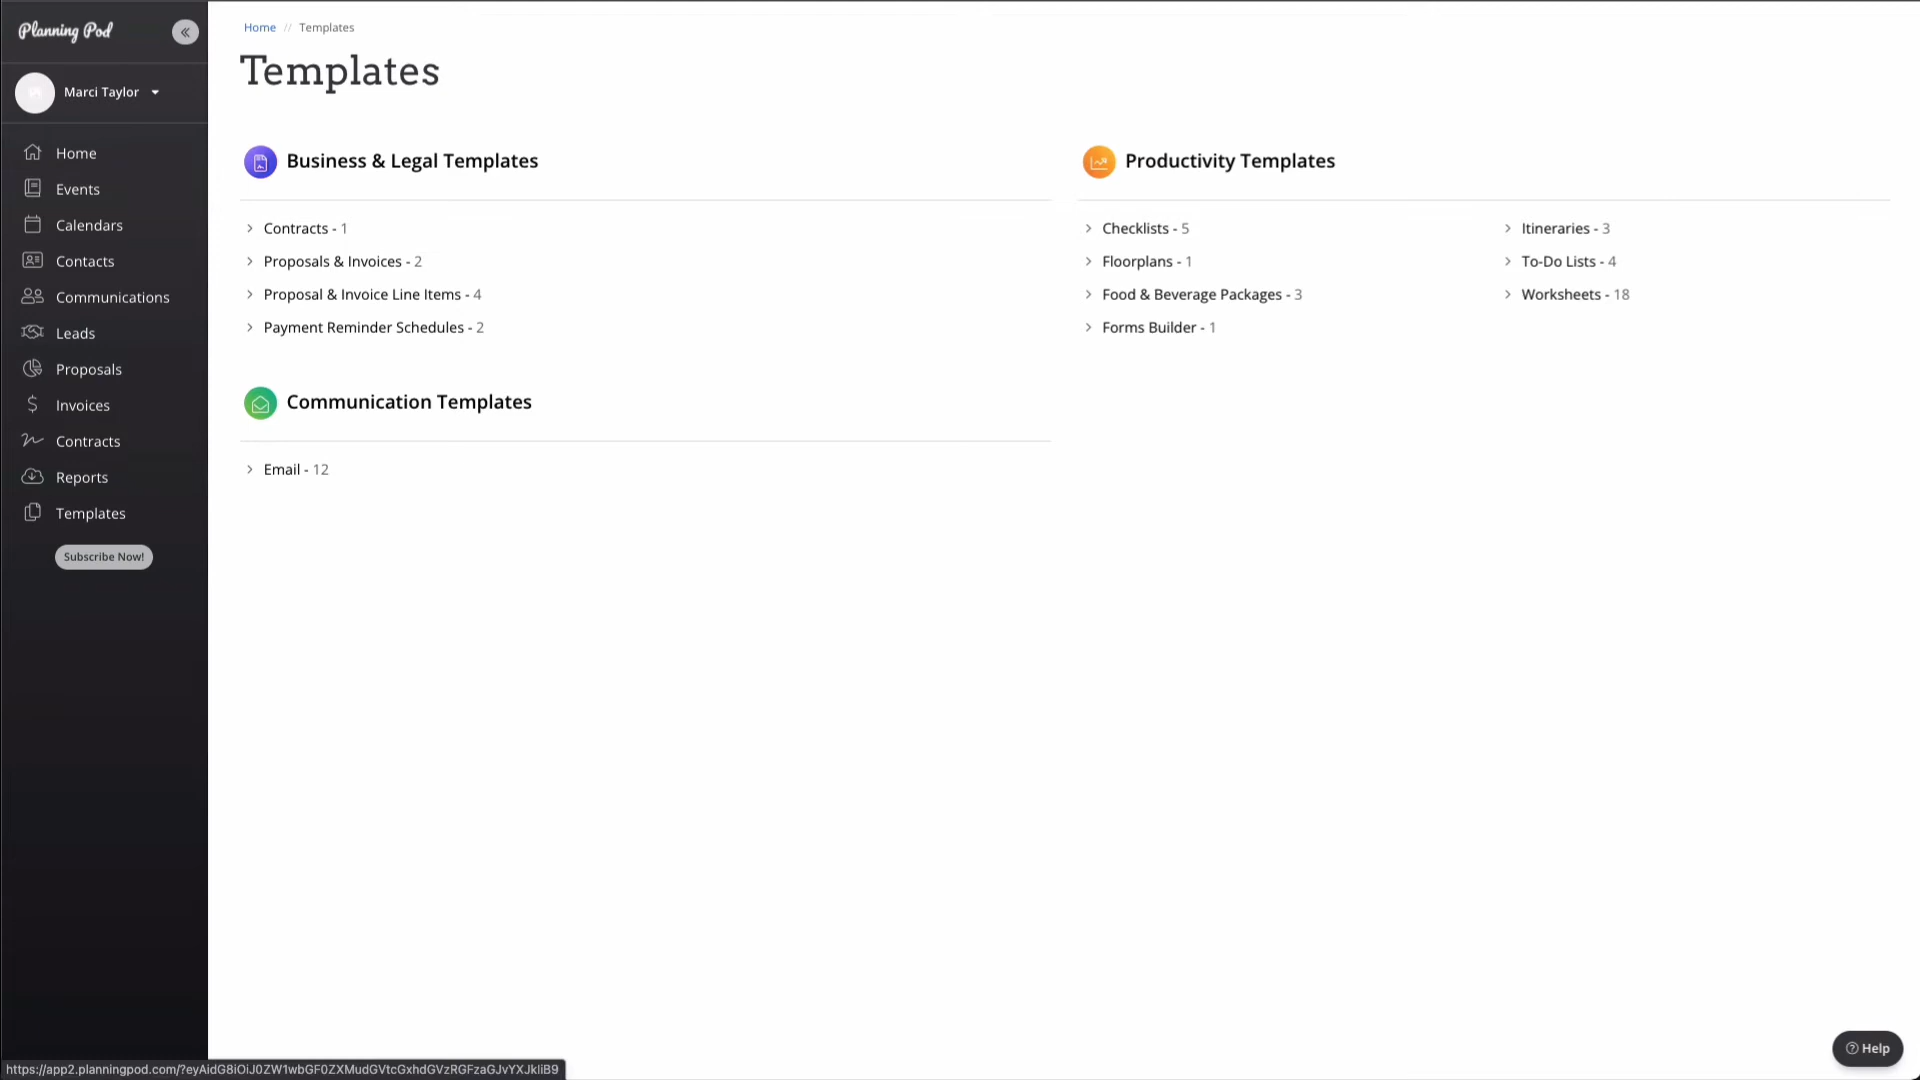 Planning Pod
Marci Taylor
Home
Events
Calendars
Contacts
Communications
Leads
Proposals
Invoices
Contracts
Reports
Templates
Subscribe Now!
Home // Templates
Templates
Business & Legal Templates
Contracts - 1
Proposals & Invoices - 2
Proposal & Invoice Line Items - 4
Payment Reminder Schedules - 2
Communication Templates
Email - 12
Productivity Templates
Checklists - 5
Floorplans - 1
Food & Beverage Packages - 3
Forms Builder - 1
Itineraries - 3
To-Do Lists - 4
Worksheets - 18
Help
https://app2.planningpod.com/?eyAidG8iOiJ0ZW1wbGF0ZXMudGVtcGxhdGVzRGFzaGJvYXJkIiB9